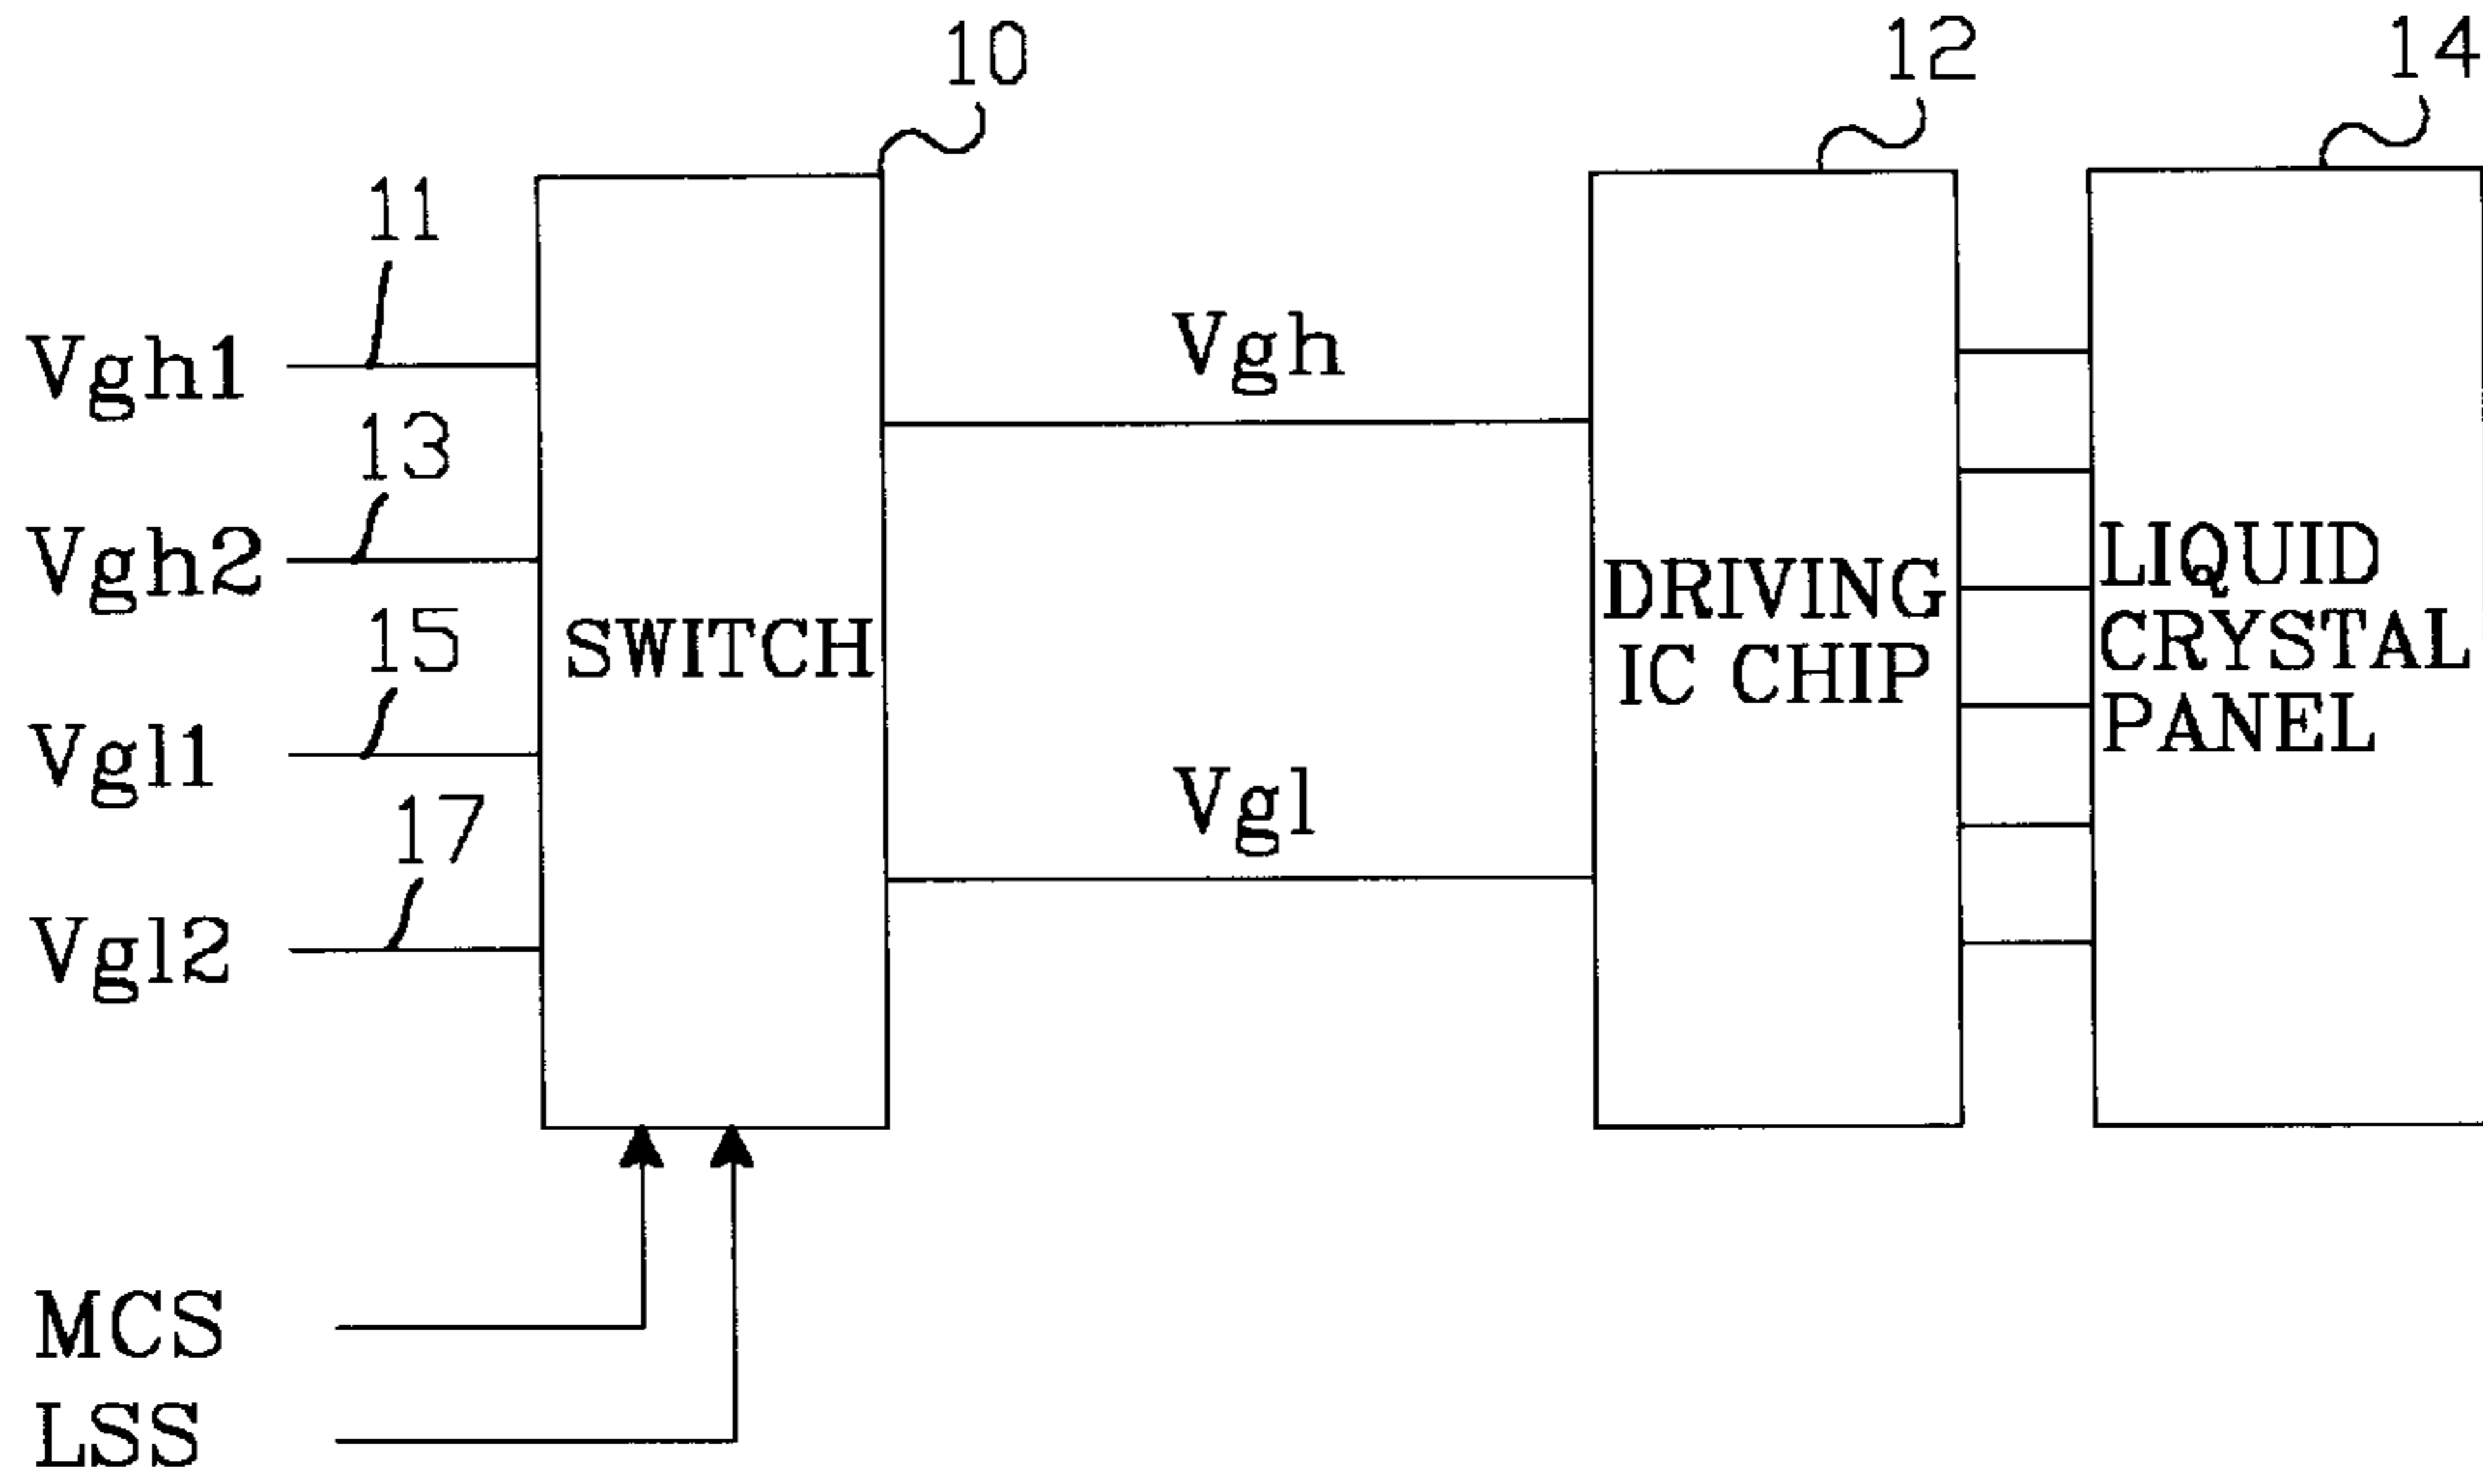 10
12
14
11
Vgh1
13
Vgh2
15
Vgl1
17
Vgl2
SWITCH
Vgh
Vgl
DRIVING
IC CHIP
LIQUID
CRYSTAL
PANEL
MCS
LSS